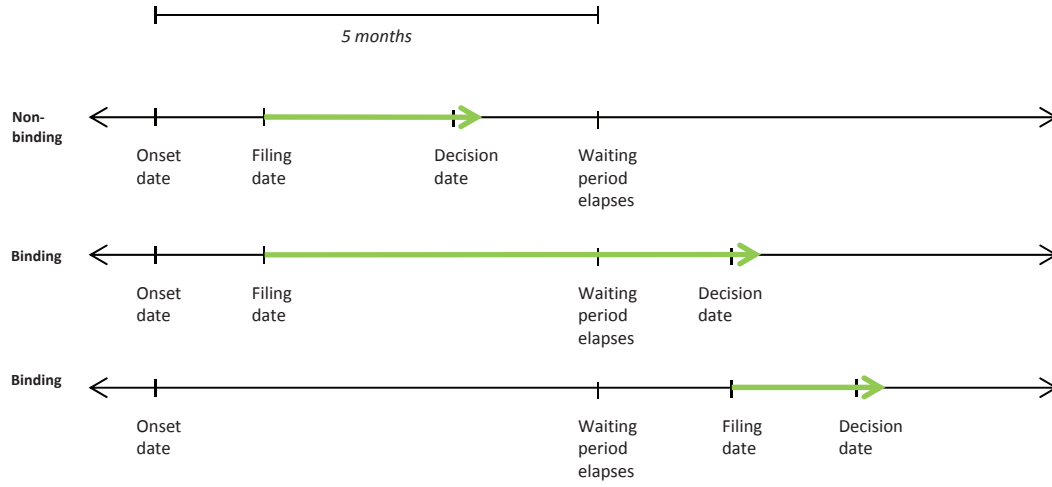 5 months
Non-
binding
Onset
date
Filing
date
Decision
date
Waiting
period
elapses
Binding
Onset
date
Filing
date
Waiting
period
elapses
Decision
date
Binding
Onset
date
Waiting
period
elapses
Filing
date
Decision
date